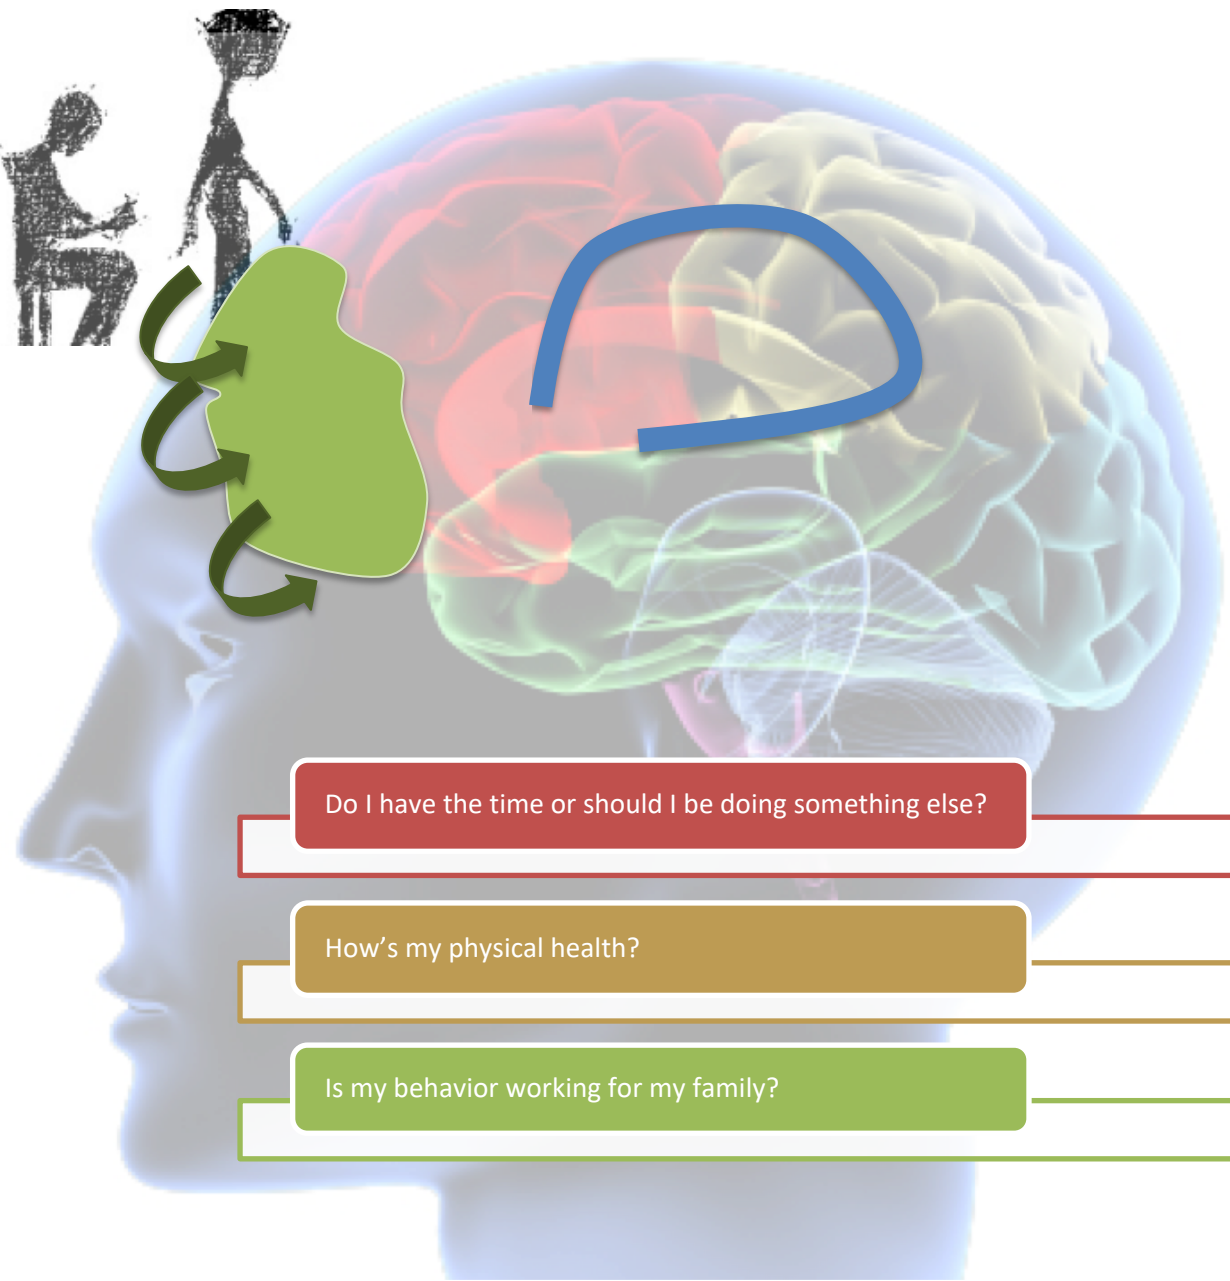 Do I have the time or should I be doing something else?
How’s my physical health?
Is my behavior working for my family?